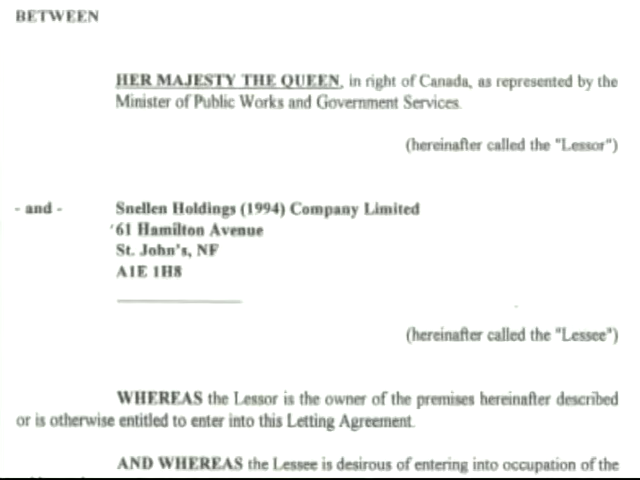 BETWEEN
HER MAJESTY THE QUEEN, in right of Canada, as represented by the
Minister of Public Works and Government Services.
(hereinafter called the "Lessor")
- and -
Snellen Holdings (1994) Company Limited
61 Hamilton Avenue
St. John's, NF
A1E 1H8
(hereinafter called the "Lessee")
WHEREAS the Lessor is the owner of the premises hereinafter described
or is otherwise entitled to enter into this Letting Agreement.
AND WHEREAS the Lessee is desirous of entering into occupation of the